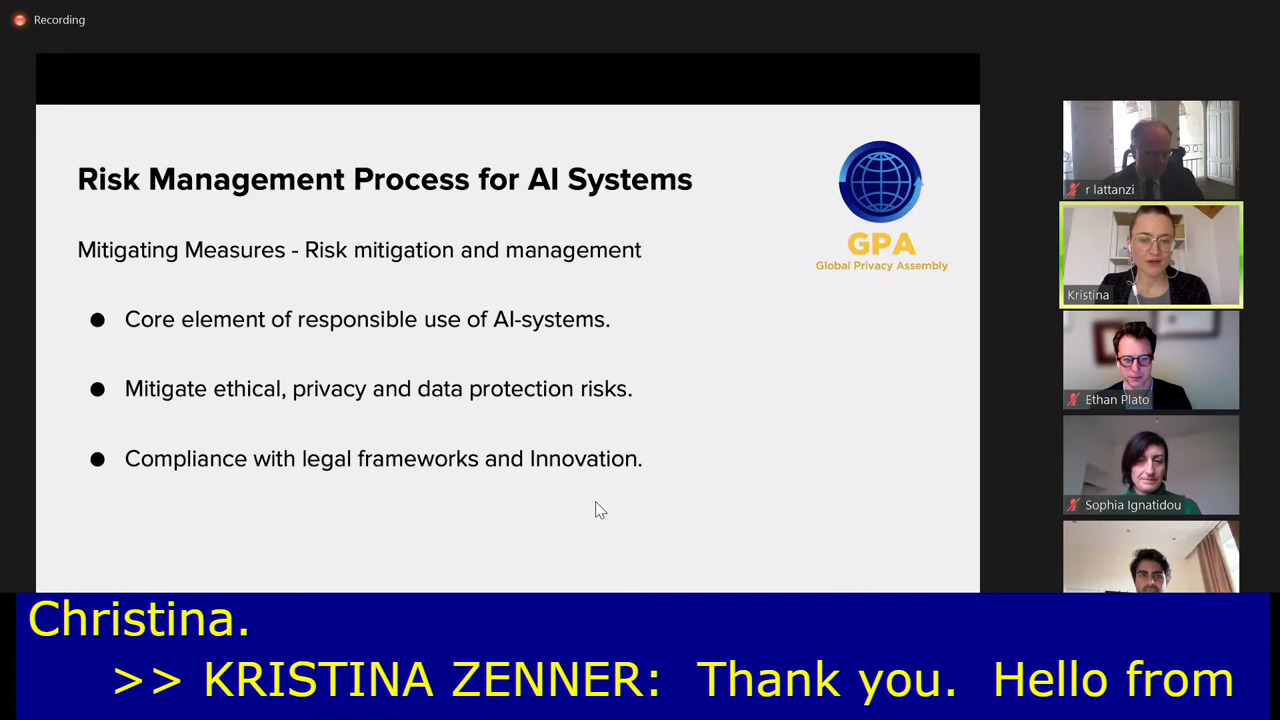 Recording
Risk Management Process for AI Systems
GPA
Global Privacy Assembly
Mitigating Measures - Risk mitigation and management
● Core element of responsible use of AI-systems.
● Mitigate ethical, privacy and data protection risks.
● Compliance with legal frameworks and Innovation.
r lattanzi
Kristina
Ethan Plato
Sophia Ignatidou
Christina.
>> KRISTINA ZENNER: Thank you. Hello from